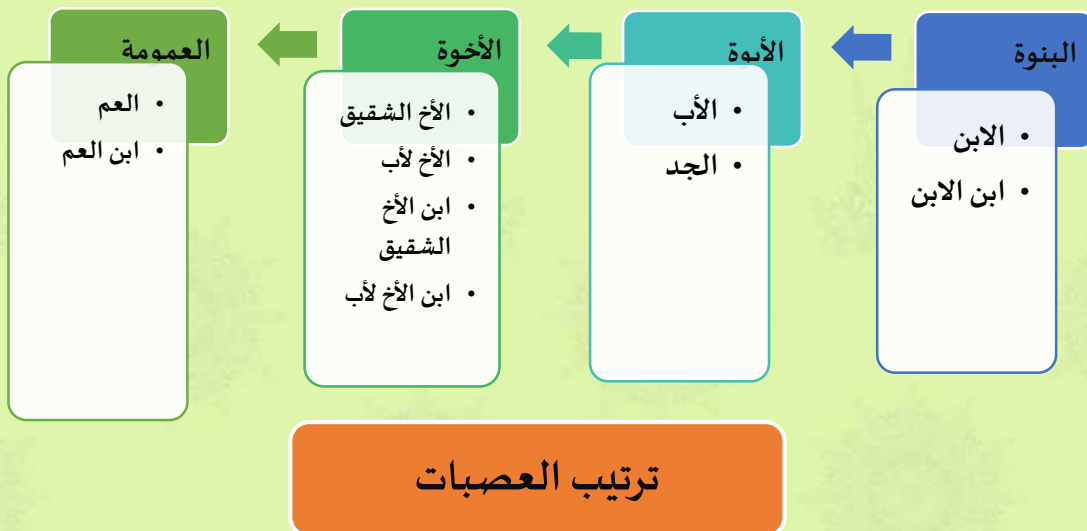 البنوة
• الابن
• ابن الابن
الأبوة
• الأب
• الجد
الأخوة
• الأخ الشقيق
• الأخ لأب
• ابن الأخ
الشقيق
• ابن الأخ لأب
العمومة
• العم
• ابن العم
ترتيب العصبات